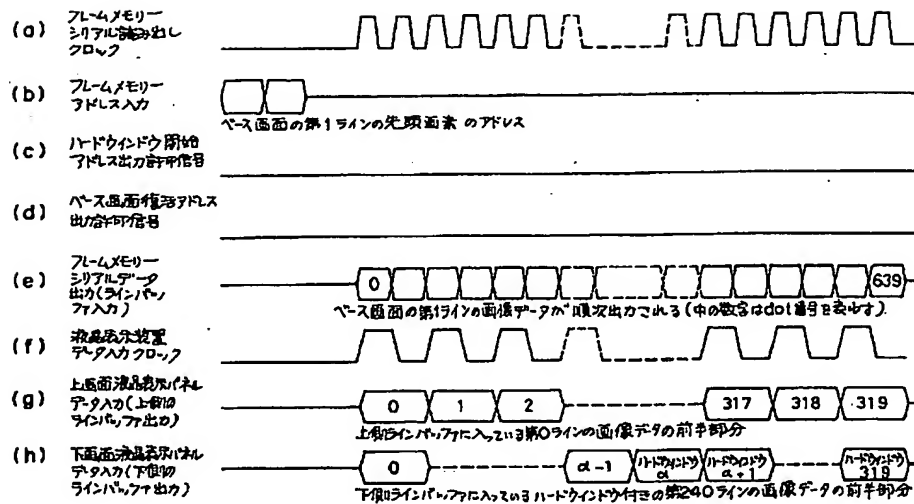 (a) フレームメモリー
シリアル読み出し
クロック
(b) フレームメモリー
アドレス入力
ベース画面の第1ラインの先頭画素のアドレス
(c) ハードウインドウ開始
アドレス出力許可信号
(d) ベース画面復活アドレス
出力許可信号
(e) フレームメモリー
シリアルデータ
出力(ラインバッ
ファ入力)
0 639
ベース画面の第1ラインの画像データが順次出力される(中の数字はdot番号を表わす)
(f) 液晶表示装置
データ入力クロック
(g) 上画面液晶表示パネル
データ入力(上側の
ラインバッファ出力)
0 1 2 317 318 319
上側ラインバッファに入っている第0ラインの画像データの前半部分
(h) 下画面液晶表示パネル
データ入力(下側の
ラインバッファ出力)
0 α-1 ハードウインドウ α ハードウインドウ α+1 ハードウインドウ 319
下側ラインバッファに入っているハードウインドウ付きの第240ラインの画像データの前半部分